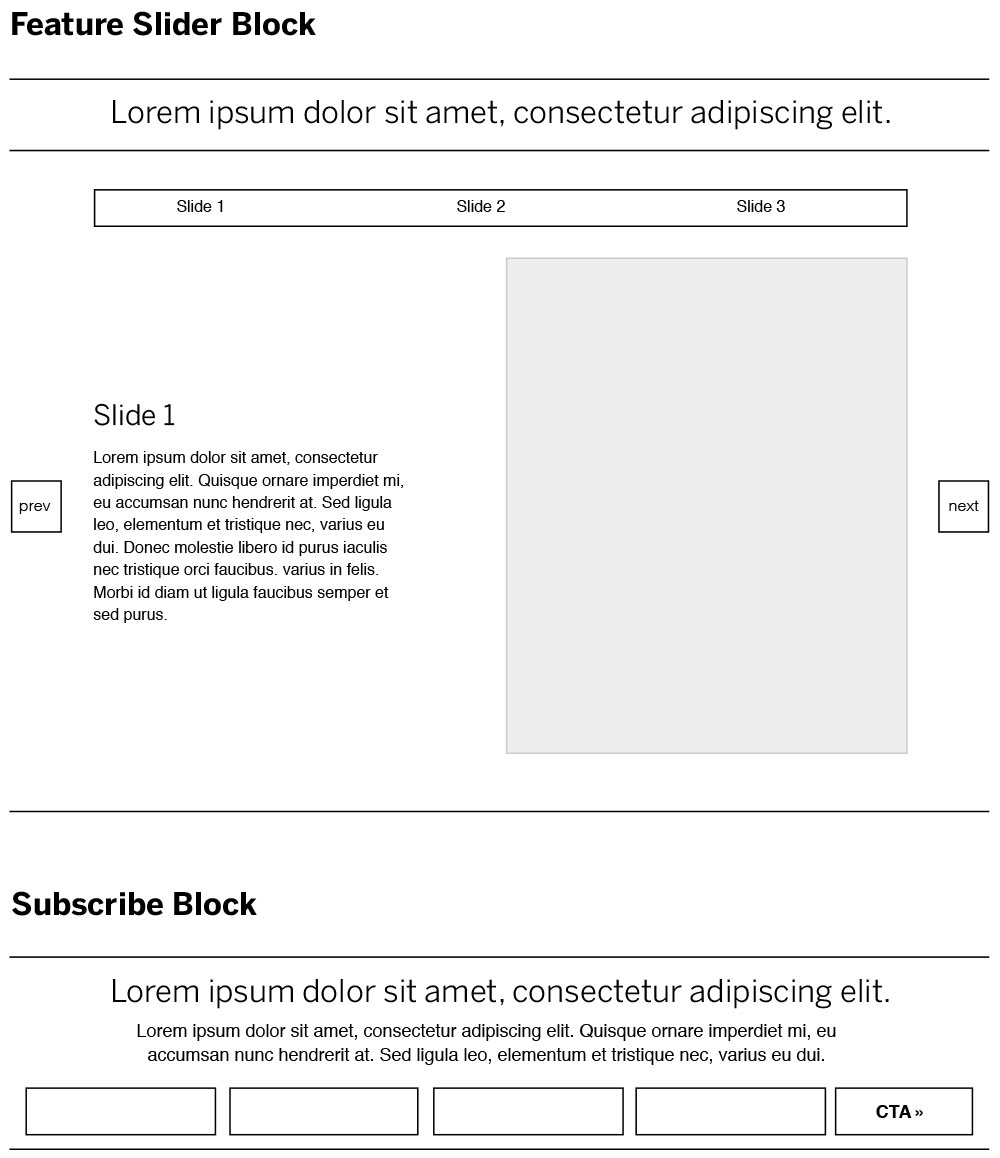 Feature Slider Block
Lorem ipsum dolor sit amet, consectetur adipiscing elit.
Slide 1 Slide 2 Slide 3
Slide 1
Lorem ipsum dolor sit amet, consectetur
adipiscing elit. Quisque ornare imperdiet mi,
eu accumsan nunc hendrerit at. Sed ligula
leo, elementum et tristique nec, varius eu
dui. Donec molestie libero id purus iaculis
nec tristique orci faucibus. varius in felis.
Morbi id diam ut ligula faucibus semper et
sed purus.
prev
next
Subscribe Block
Lorem ipsum dolor sit amet, consectetur adipiscing elit.
Lorem ipsum dolor sit amet, consectetur adipiscing elit. Quisque ornare imperdiet mi, eu
accumsan nunc hendrerit at. Sed ligula leo, elementum et tristique nec, varius eu dui.
CTA »